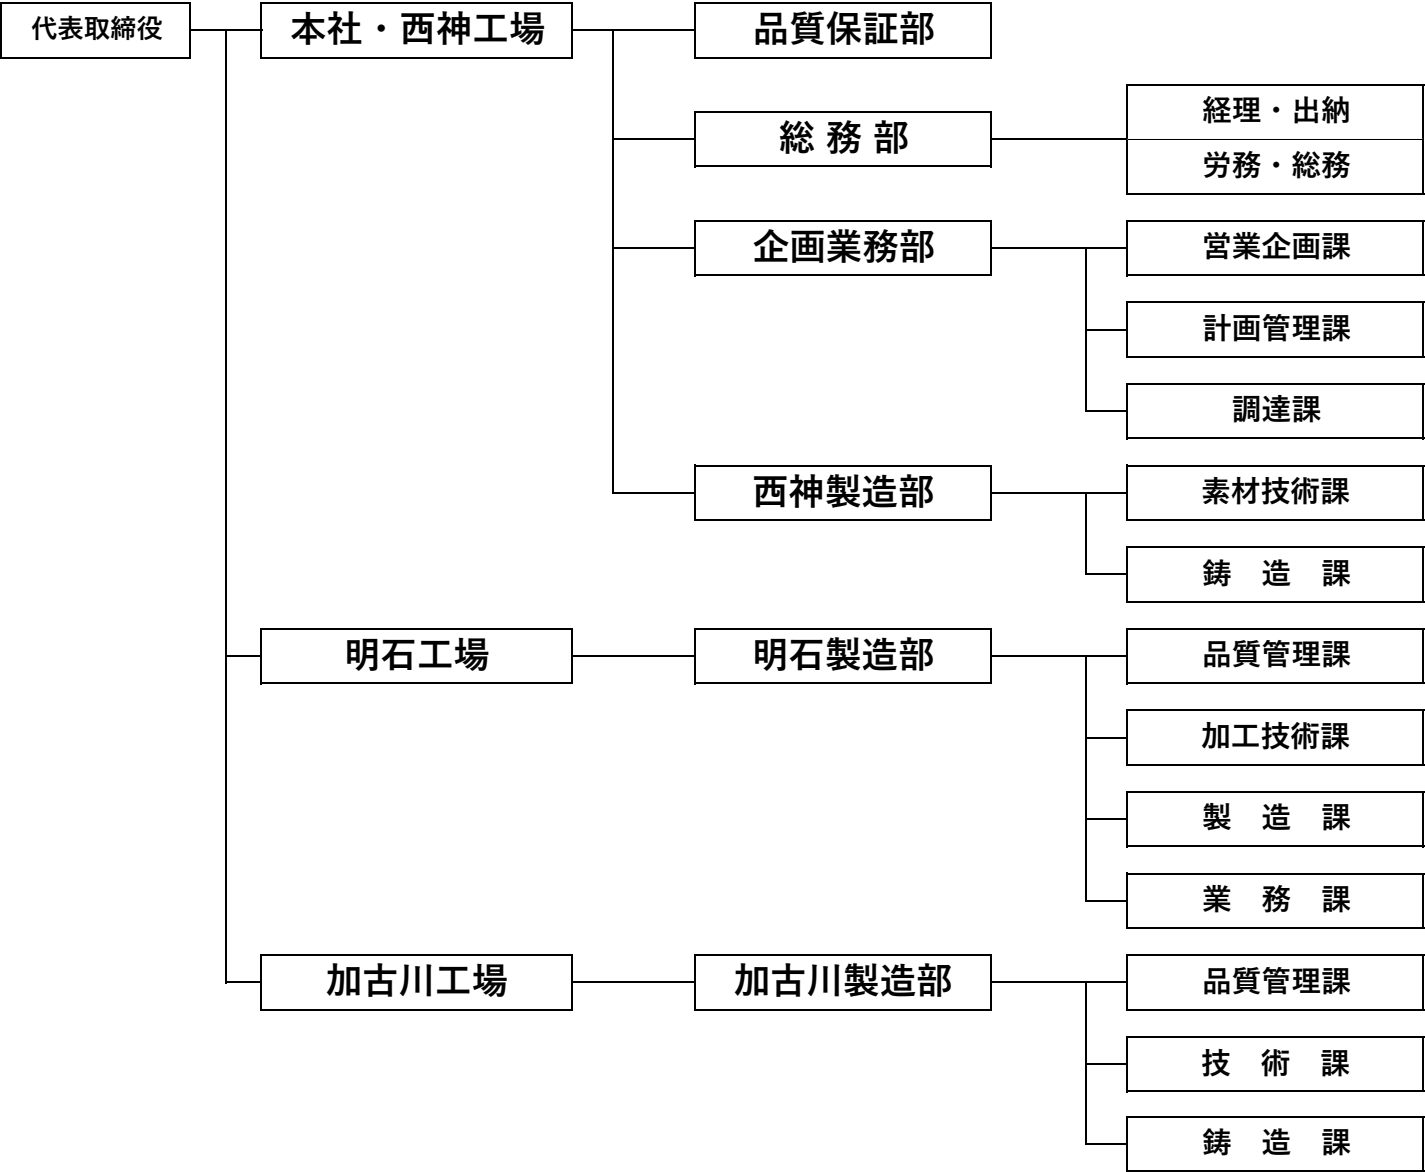 代表取締役
本社・西神工場
品質保証部
総 務 部
経理・出納
労務・総務
企画業務部
営業企画課
計画管理課
調達課
西神製造部
素材技術課
鋳　造　課
明石工場
明石製造部
品質管理課
加工技術課
製　造　課
業　務　課
加古川工場
加古川製造部
品質管理課
技　術　課
鋳　造　課